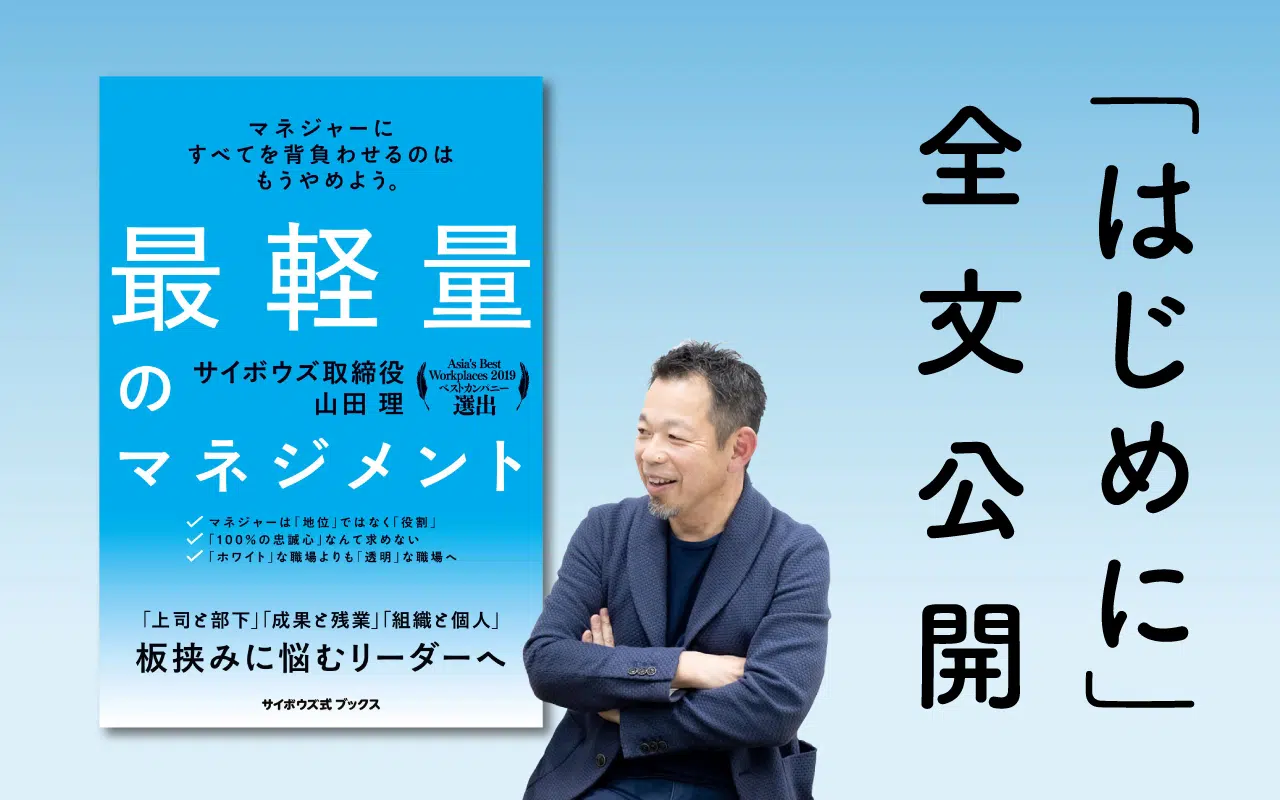 マネジャーに
すべてを背負わせるのは
もうやめよう。
最軽量
の
マネジメント
サイボウズ取締役
山田 理
Asia's Best
Workplaces 2019
ベストカンパニー
選出
マネジャーは「地位」ではなく「役割」
「100%の忠誠心」なんて求めない
「ホワイト」な職場よりも「透明」な職場へ
「上司と部下」「成果と残業」「組織と個人」
板挟みに悩むリーダーへ
サイボウズ式 ブックス
「はじめに」
全文公開